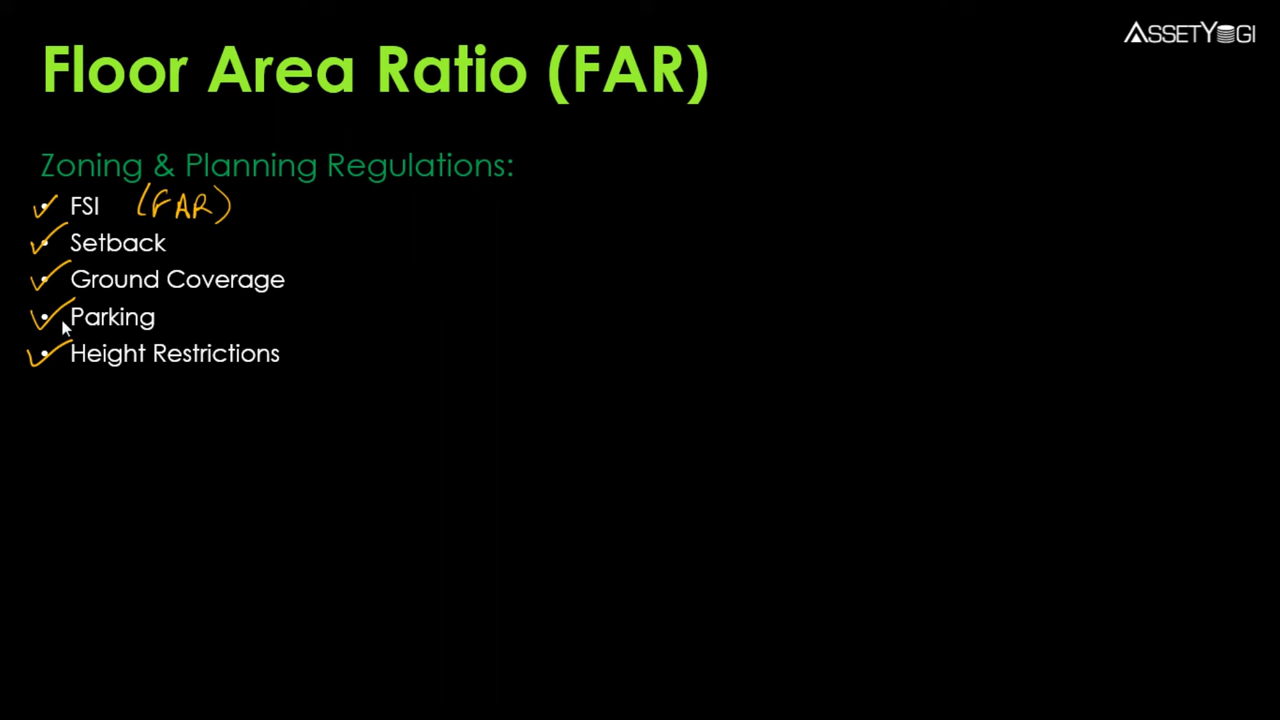 ASSETYOGI
Floor Area Ratio (FAR)
Zoning & Planning Regulations:
• FSI (FAR)
• Setback
• Ground Coverage
• Parking
• Height Restrictions